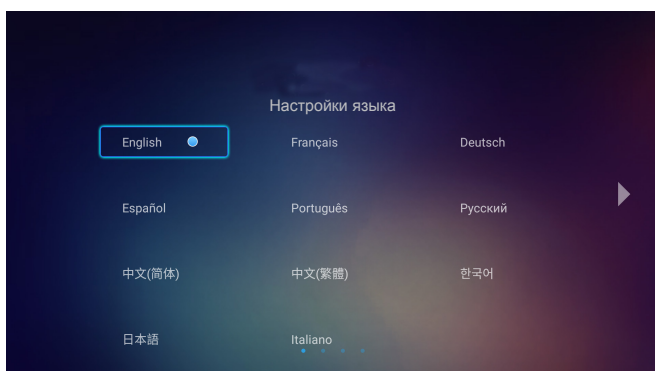 Настройки языка
English Français Deutsch
Español Português Русский
中文(简体) 中文(繁體) 한국어
日本語 Italiano